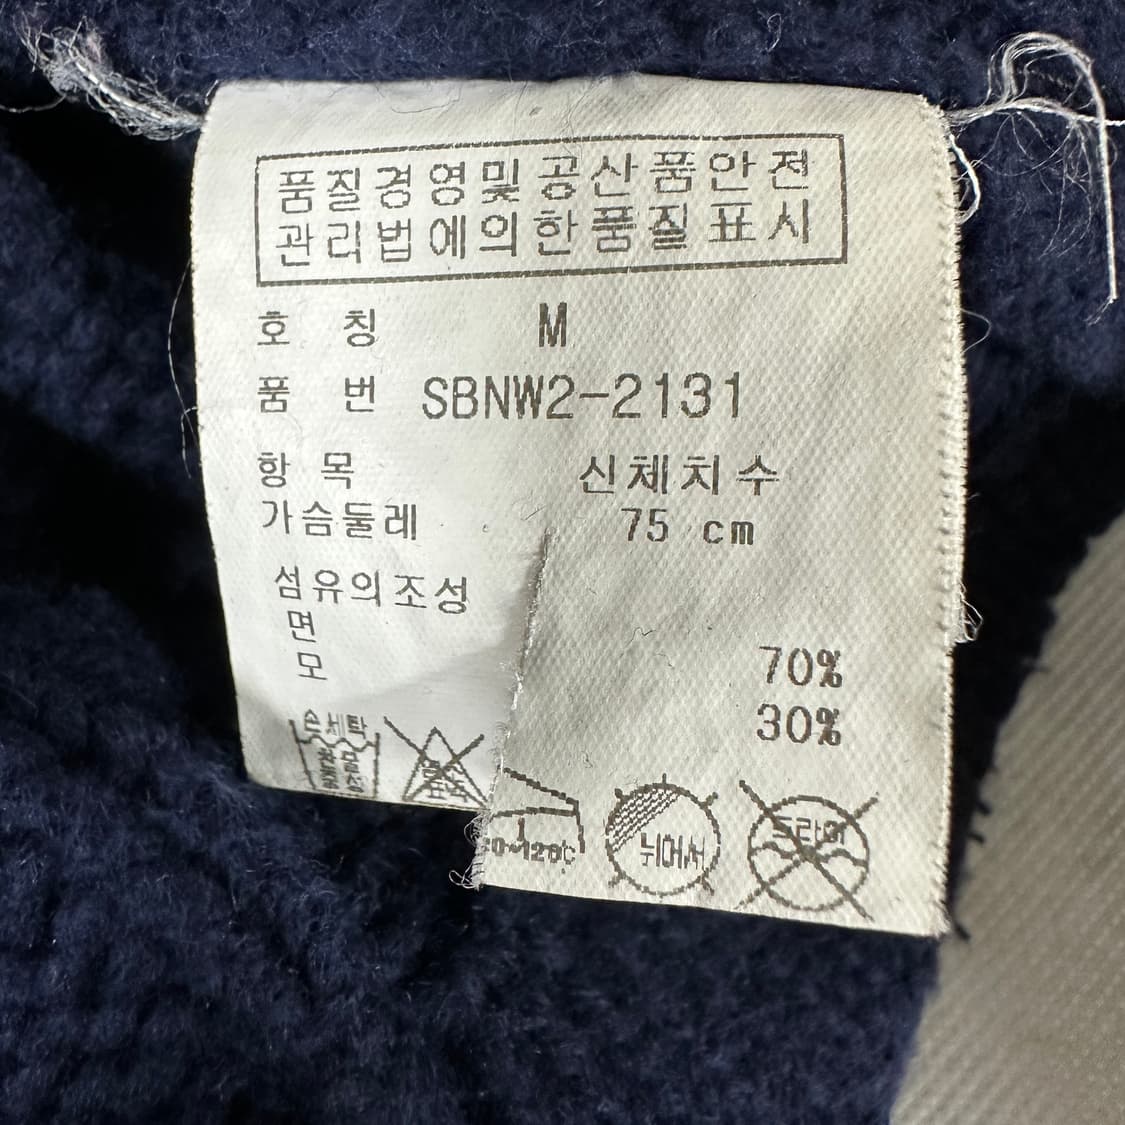 품질경영및 공산품안전
관리법에의한품질표시
호 칭 M
품 번 SBNW2-2131
항 목 신체치수
가슴둘레 75 cm
섬유의조성
면 70%
모 30%
손세탁
뉘어서
드라이